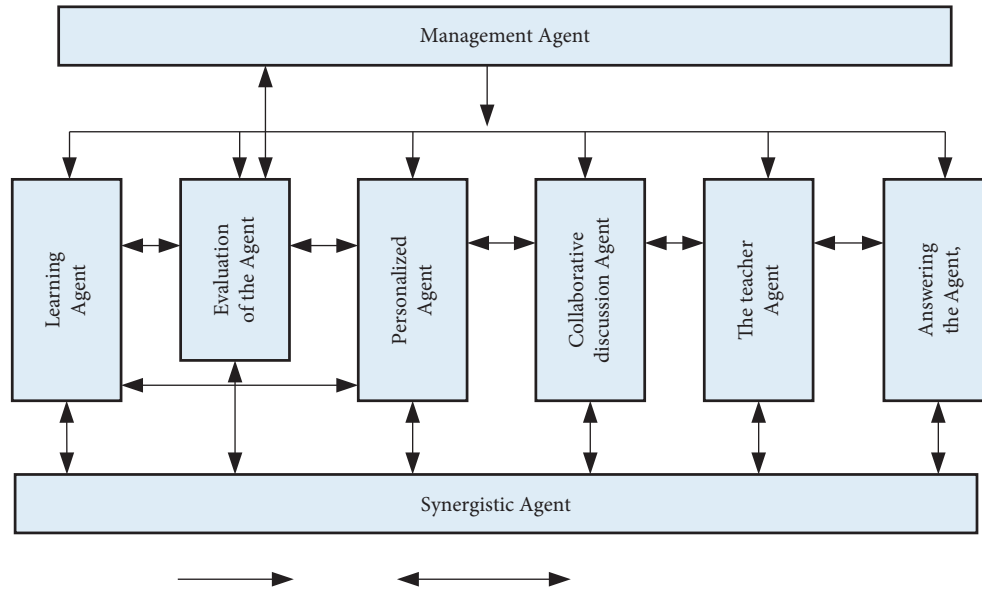 Management Agent
Learning
Agent
Evaluation
of the Agent
Personalized
Agent
Collaborative
discussion Agent
The teacher
Agent
Answering
the Agent,
Synergistic Agent